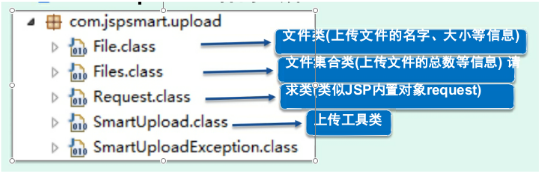 com.jspsmart.upload
File.class
文件类(上传文件的名字、大小等信息)
Files.class
文件集合类(上传文件的总数等信息) 请
Request.class
求类(类似JSP内置对象request)
SmartUpload.class
上传工具类
SmartUploadException.class